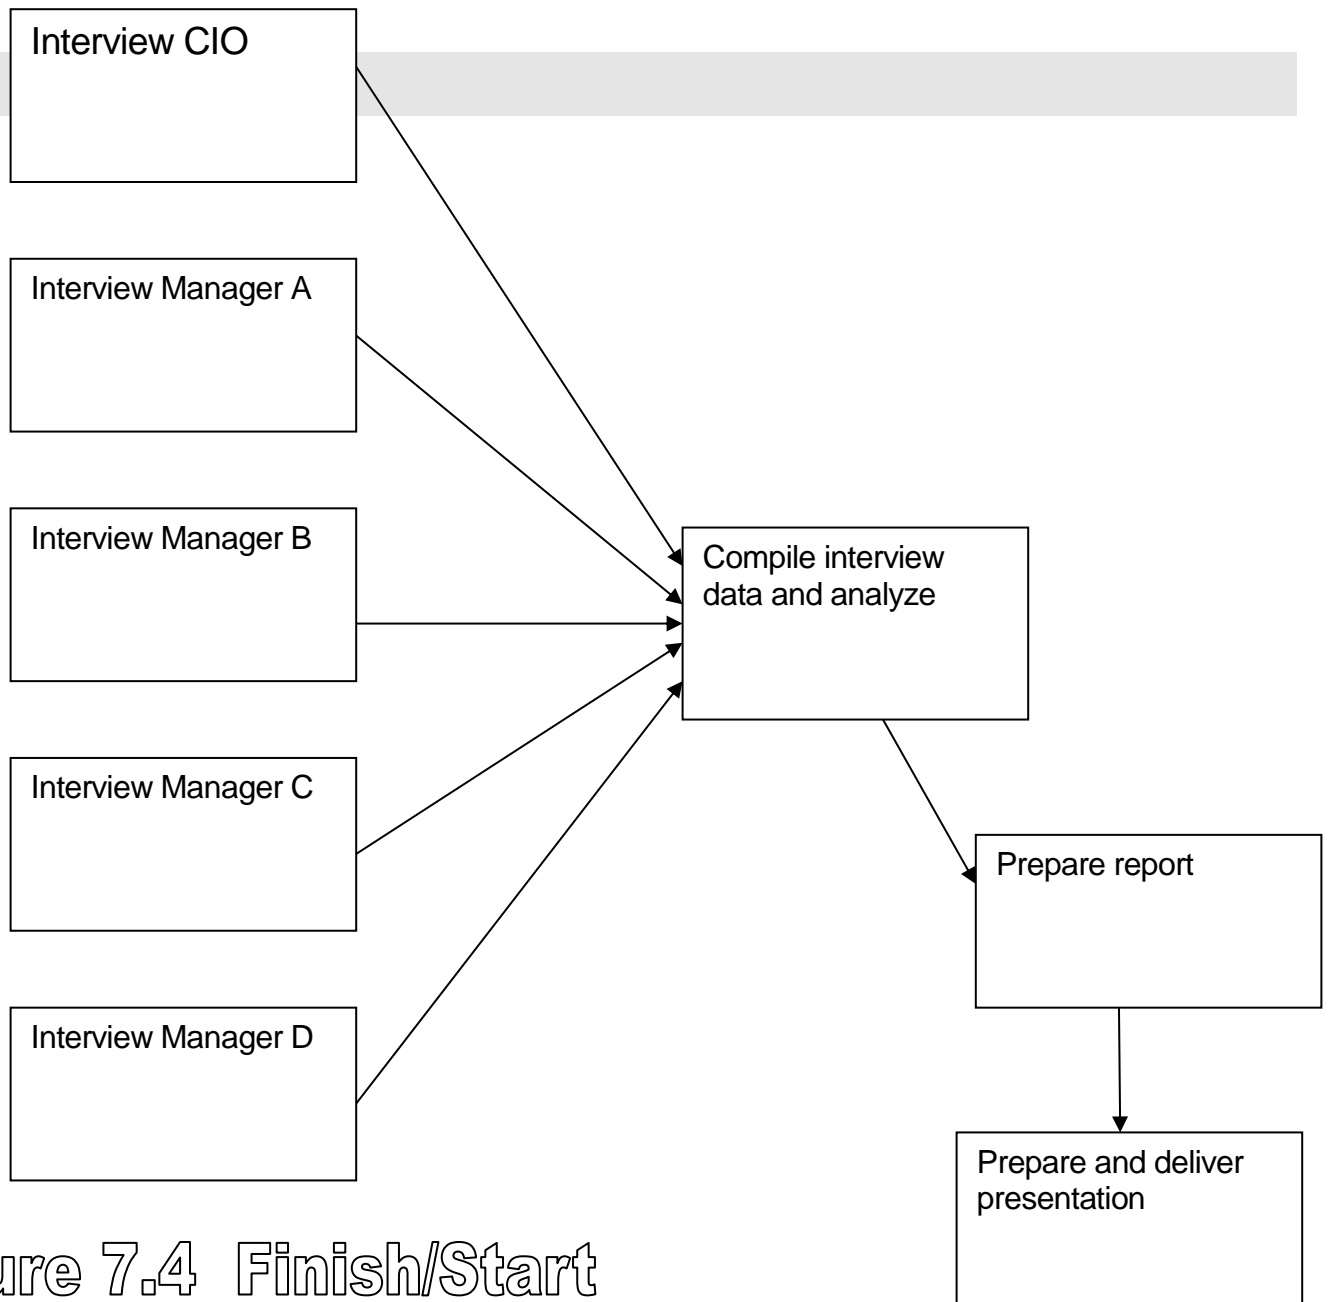 Interview CIO
Interview Manager A
Interview Manager B
Compile interview
data and analyze
Interview Manager C
Prepare report
Interview Manager D
Prepare and deliver
presentation
7.4 Finish/Start